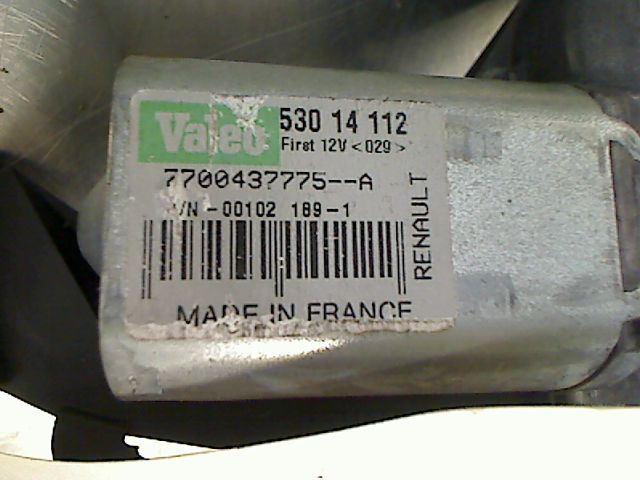 Valeo 530 14 112
First 12V <029>
7700437775--A
/N -00102 189-1
RENAULT
MADE IN FRANCE